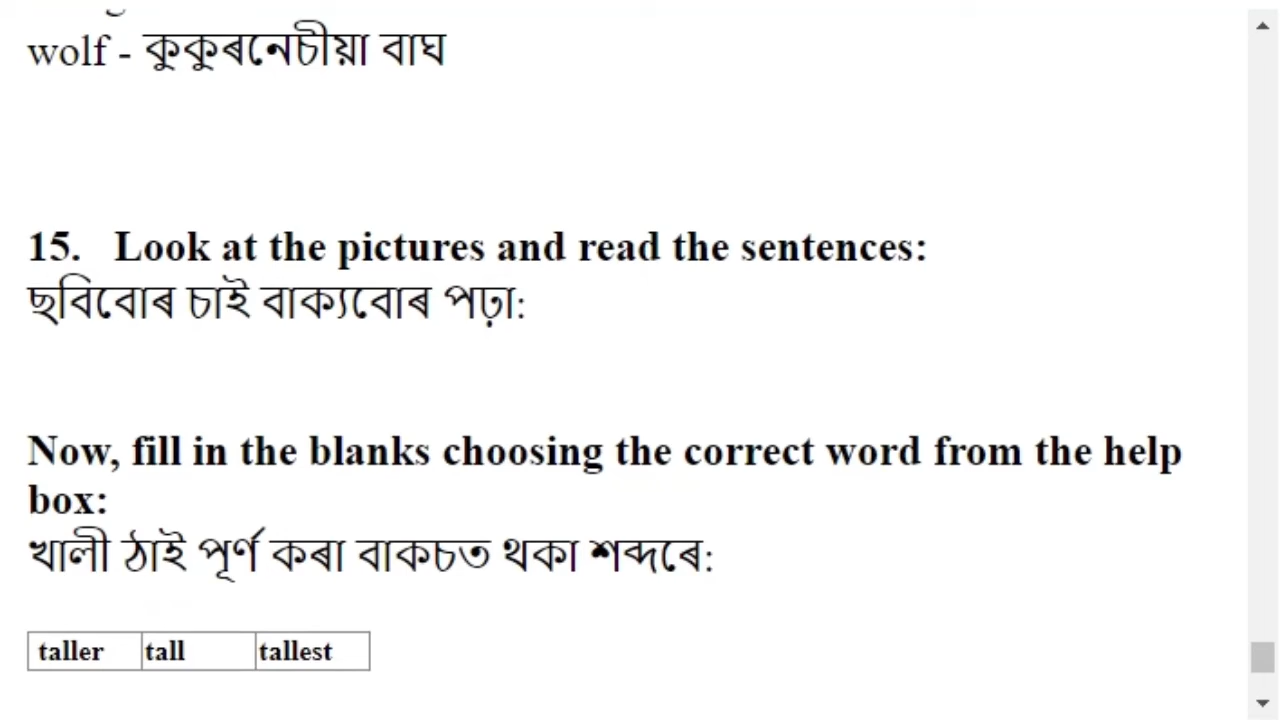 wolf - কুকুৰনেচীয়া বাঘ
15. Look at the pictures and read the sentences:
ছবিবোৰ চাই বাক্যবোৰ পঢ়া:
Now, fill in the blanks choosing the correct word from the help
box:
খালী ঠাই পূৰ্ণ কৰা বাকচত থকা শব্দৰে:
taller tall tallest